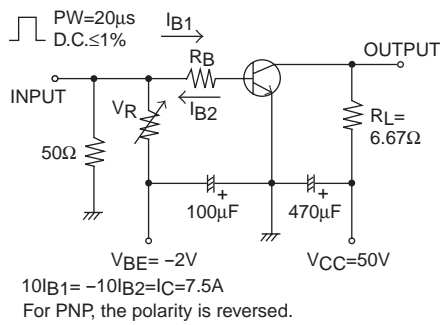 PW=20μs
D.C.≤1%
IB1
RB
OUTPUT
INPUT
VR
IB2
RL=
6.67Ω
50Ω
+
100μF
+
470μF
VBE= −2V
VCC=50V
10IB1= −10IB2=IC=7.5A
For PNP, the polarity is reversed.